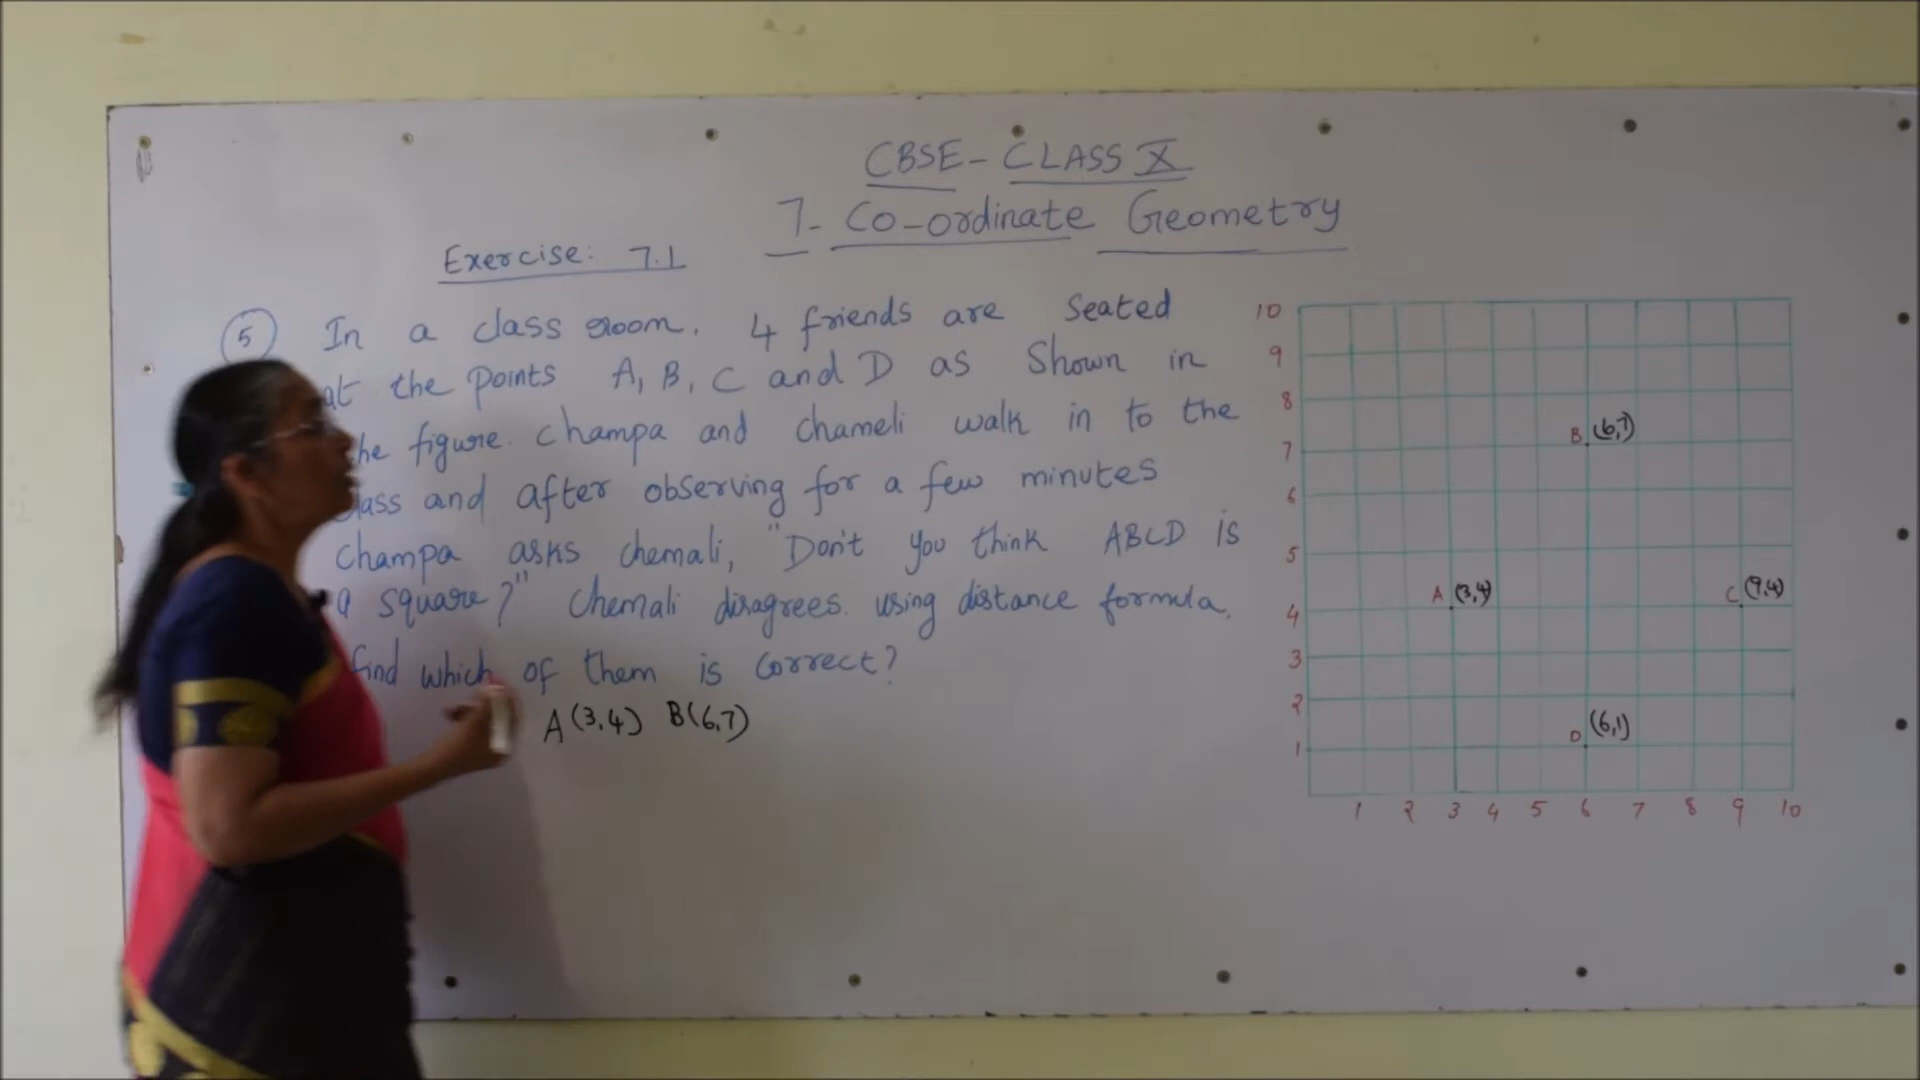 CBSE - CLASS X
7 - Co-ordinate Geometry
Exercise: 7.1
5 In a class room, 4 friends are seated
at the points A, B, C and D as shown in
he figure. Champa and chameli walk in to the
lass and after observing for a few minutes
Champa asks chemali, "Don't you think ABCD is
a square?" Chemali disagrees. using distance formula,
find which of them is correct?
A(3,4) B(6,7)
10
9
8
7
6
5
4
3
2
1
B (6,7)
A (3,4)
C (9,4)
D (6,1)
1 2 3 4 5 6 7 8 9 10